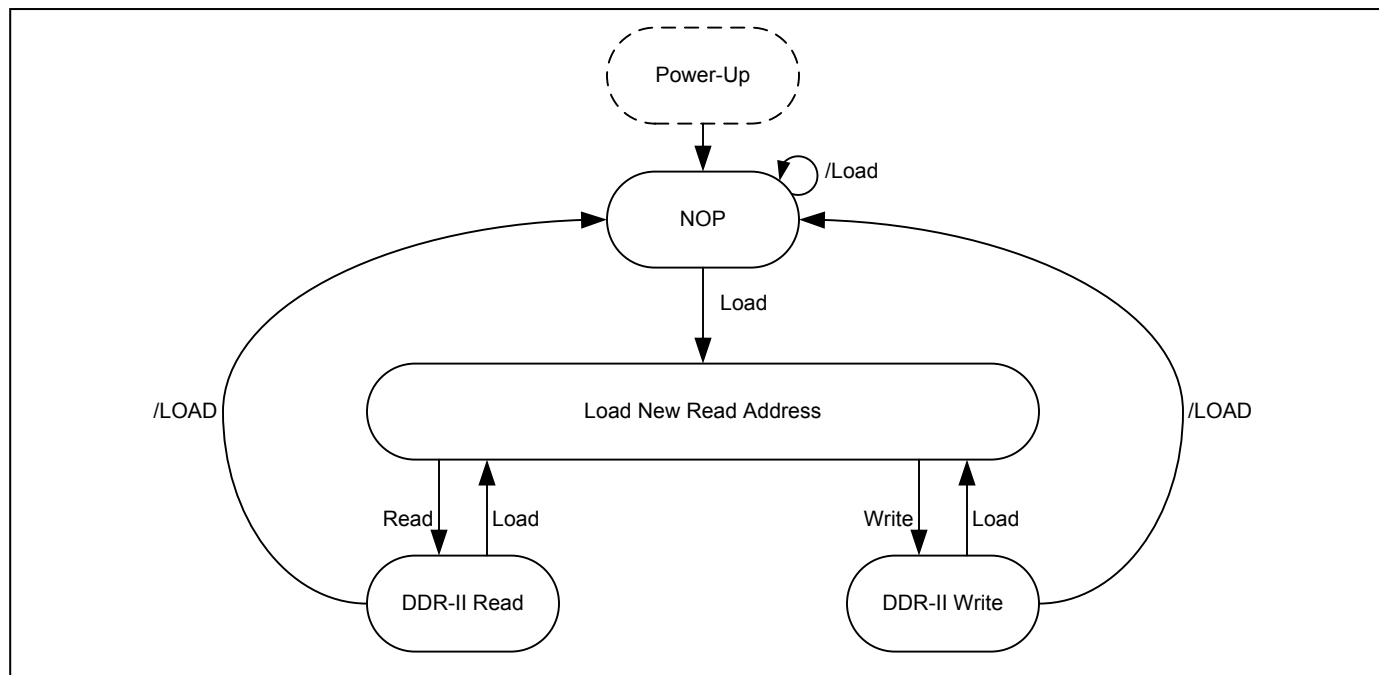 Power-Up
/Load
NOP
Load
Load New Read Address
/LOAD
/LOAD
Read
Load
Write
Load
DDR-II Read
DDR-II Write